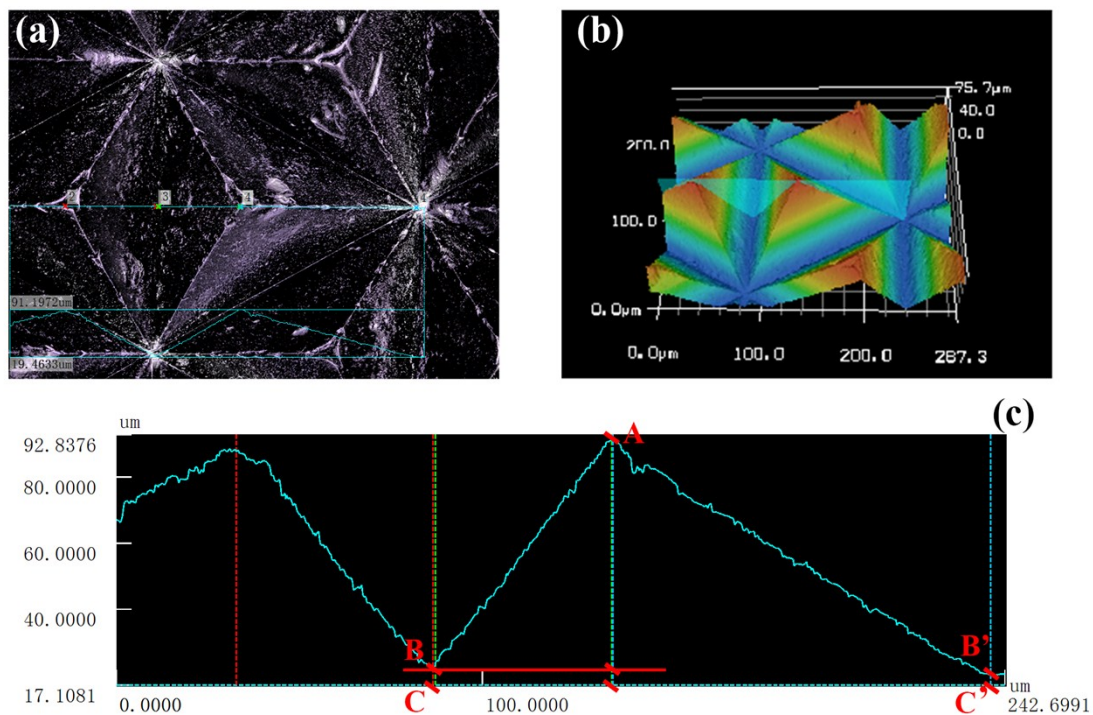 (a)
2
3
4
1
91.1972um
19.4633um
(b)
75.7μm
40.0
0.0
200.0
100.0
0.0μm
0.0μm
100.0
200.0
287.3
(c)
um
92.8376
80.0000
60.0000
40.0000
17.1081
A
B
B’
C
C’
um
0.0000
100.0000
242.6991